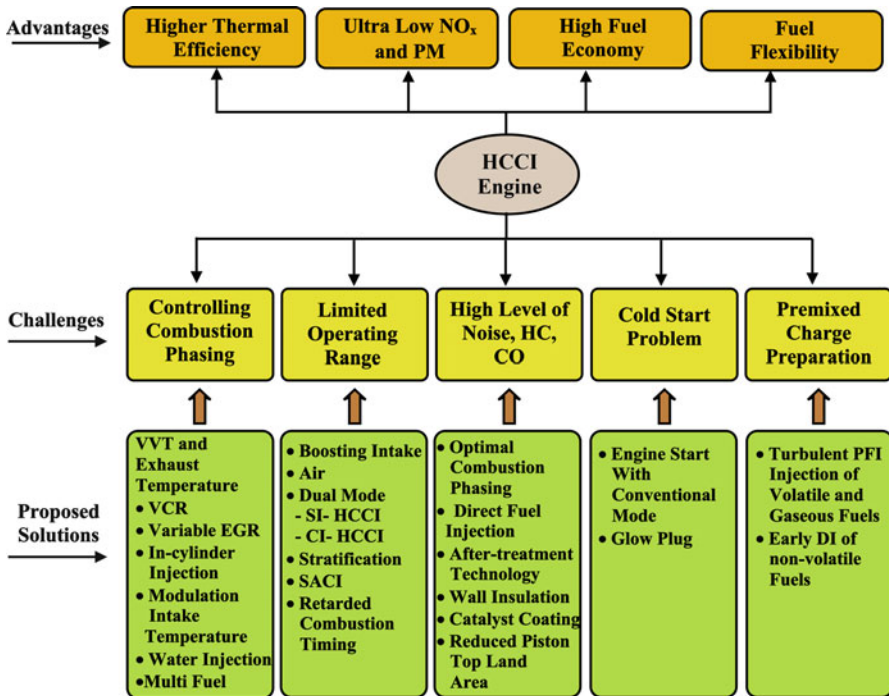 Advantages
Higher Thermal
Efficiency
Ultra Low NOₓ
and PM
High Fuel
Economy
Fuel
Flexibility
HCCI
Engine
Challenges
Controlling
Combustion
Phasing
Limited
Operating
Range
High Level of
Noise, HC,
CO
Cold Start
Problem
Premixed
Charge
Preparation
Proposed
Solutions
VVT and
Exhaust
Temperature
• VCR
• Variable EGR
• In-cylinder
Injection
• Modulation
Intake
Temperature
• Water Injection
•Multi Fuel
• Boosting Intake
• Air
• Dual Mode
- SI- HCCI
- CI- HCCI
• Stratification
• SACI
• Retarded
Combustion
Timing
• Optimal
Combustion
Phasing
• Direct Fuel
Injection
• After-treatment
Technology
• Wall Insulation
• Catalyst Coating
• Reduced Piston
Top Land
Area
• Engine Start
With
Conventional
Mode
• Glow Plug
• Turbulent PFI
Injection of
Volatile and
Gaseous Fuels
• Early DI of
non-volatile
Fuels